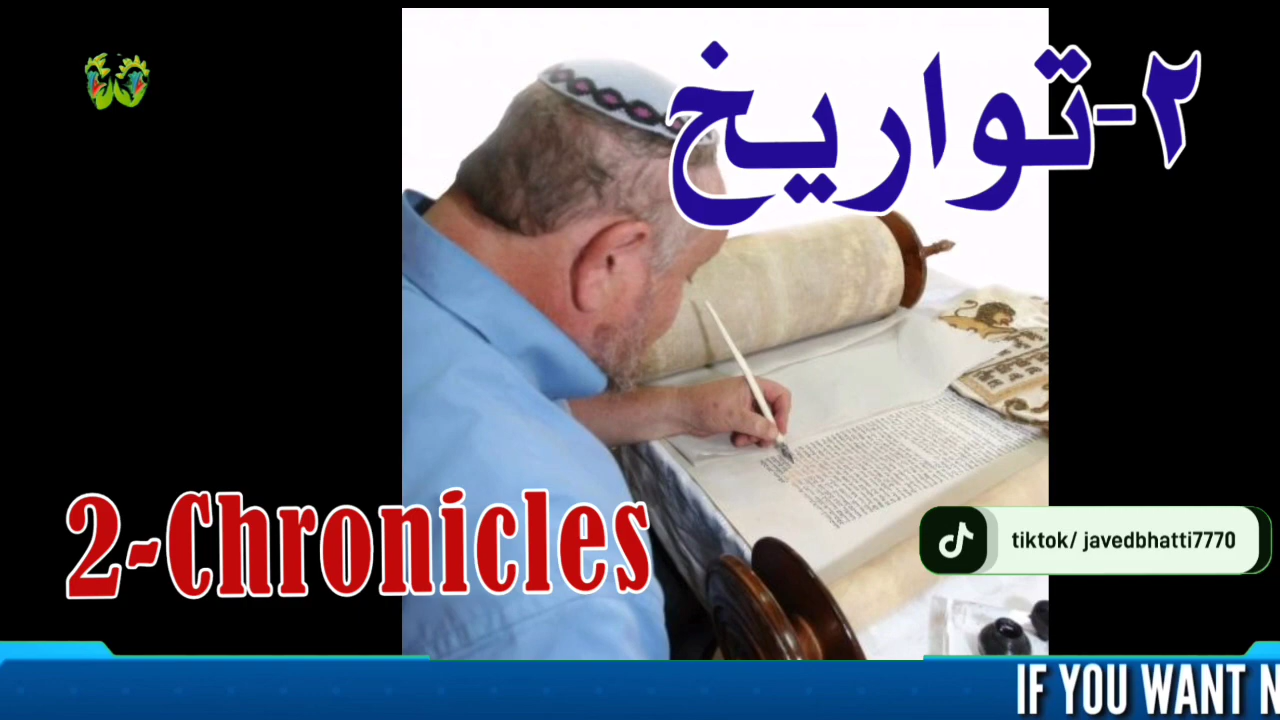 ۲-تواریخ
2-Chronicles
tiktok/ javedbhatti7770
IF YOU WANT N